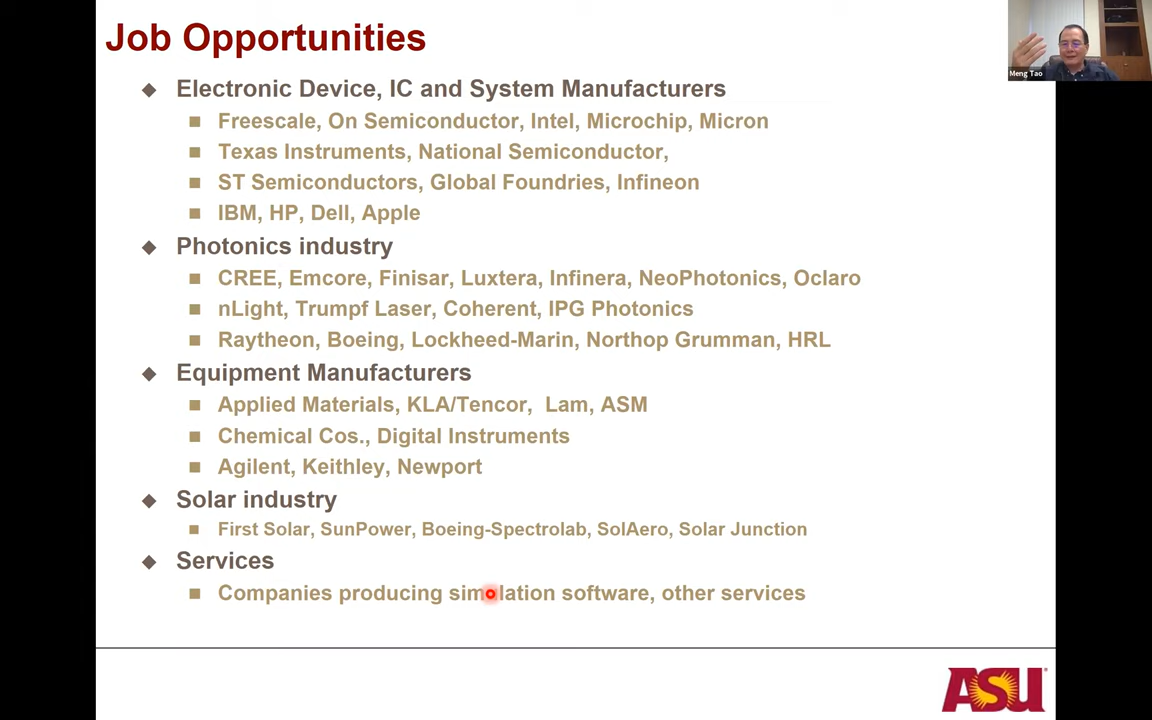 Job Opportunities
Meng Tao
Electronic Device, IC and System Manufacturers
Freescale, On Semiconductor, Intel, Microchip, Micron
Texas Instruments, National Semiconductor,
ST Semiconductors, Global Foundries, Infineon
IBM, HP, Dell, Apple
Photonics industry
CREE, Emcore, Finisar, Luxtera, Infinera, NeoPhotonics, Oclaro
nLight, Trumpf Laser, Coherent, IPG Photonics
Raytheon, Boeing, Lockheed-Marin, Northop Grumman, HRL
Equipment Manufacturers
Applied Materials, KLA/Tencor, Lam, ASM
Chemical Cos., Digital Instruments
Agilent, Keithley, Newport
Solar industry
First Solar, SunPower, Boeing-Spectrolab, SolAero, Solar Junction
Services
Companies producing simulation software, other services
ASU